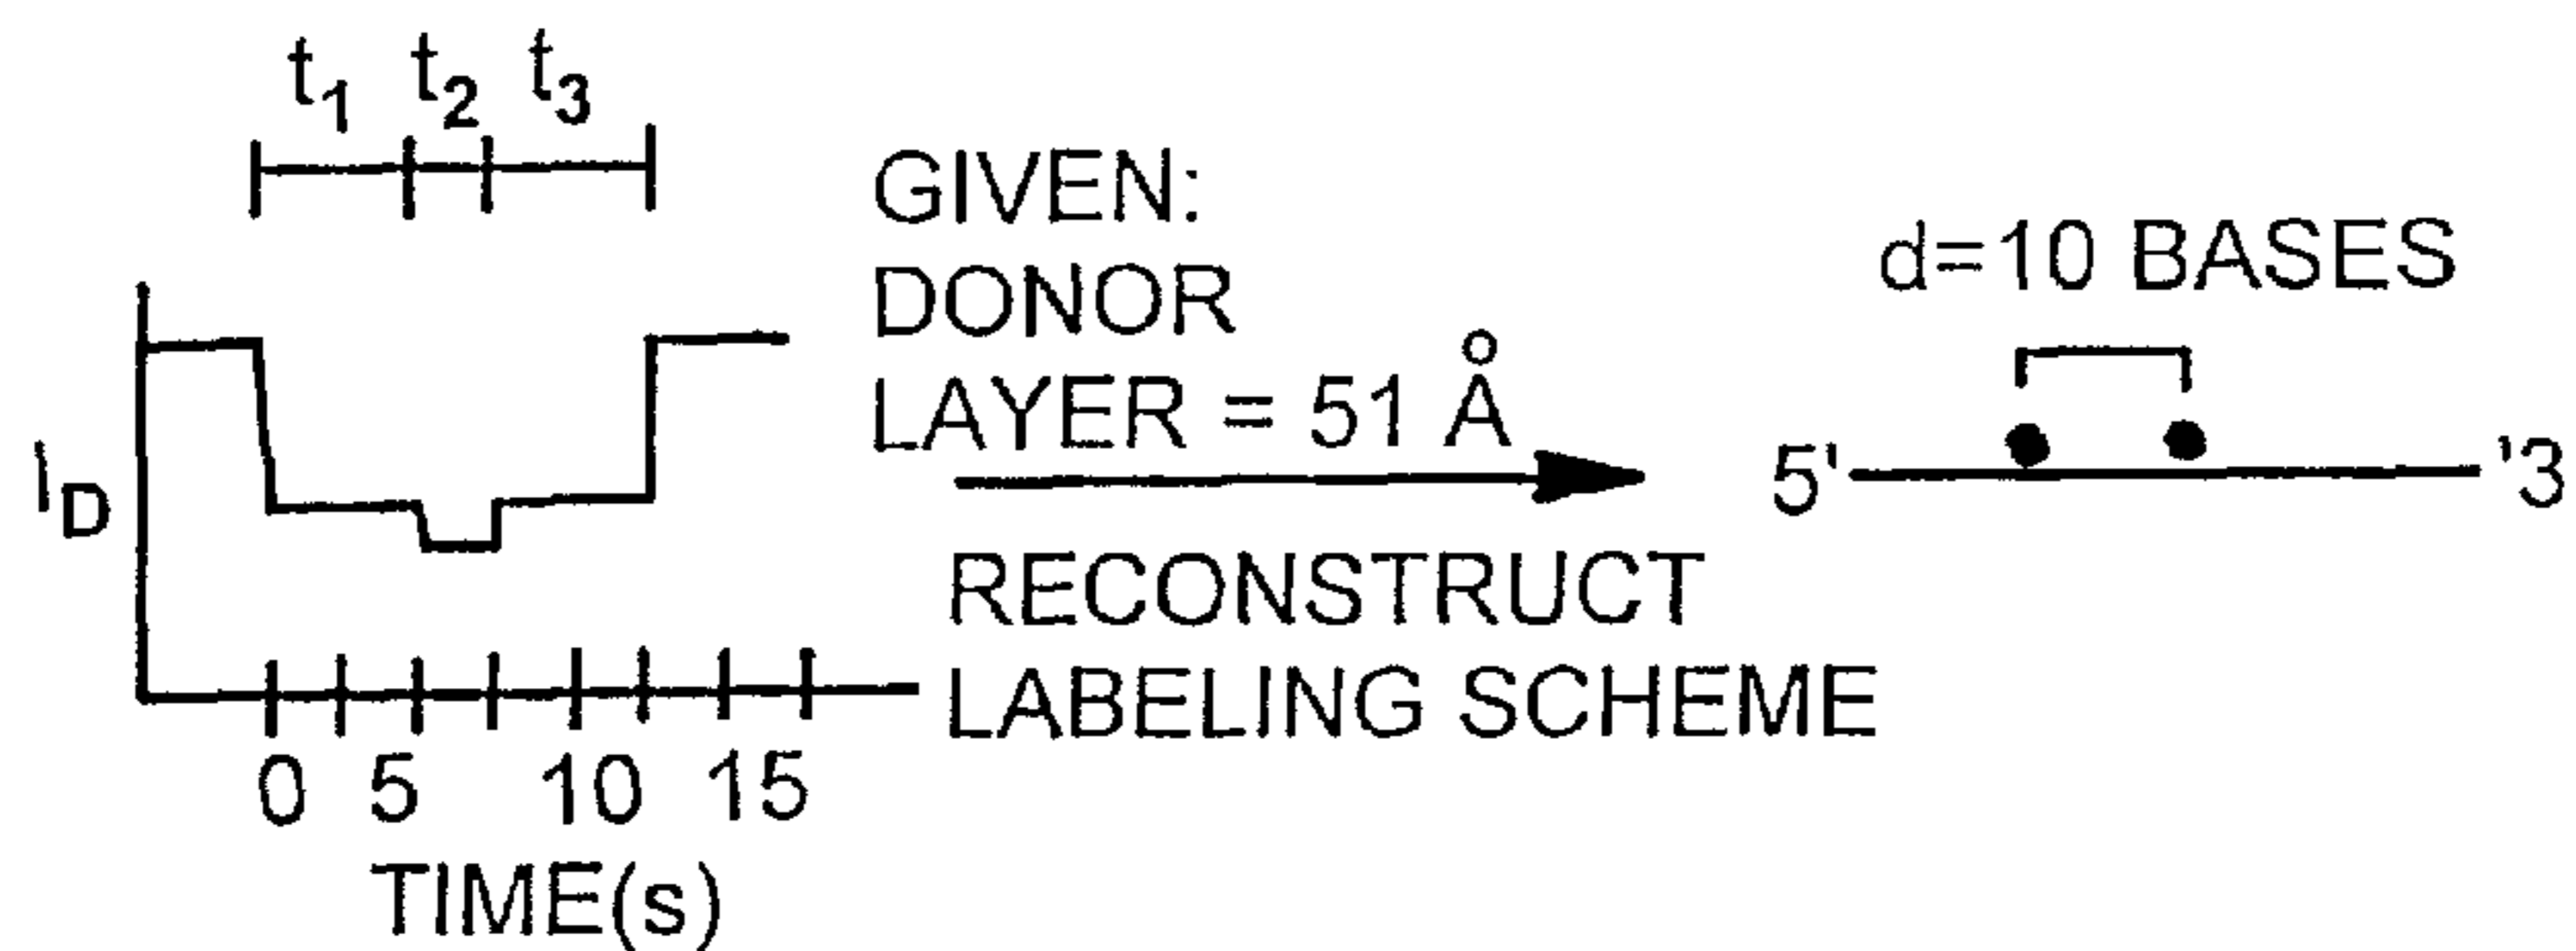 t1 t2 t3
GIVEN:
DONOR
LAYER = 51 Å
RECONSTRUCT
LABELING SCHEME
ID
0 5 10 15
TIME(s)
d=10 BASES
5' '3